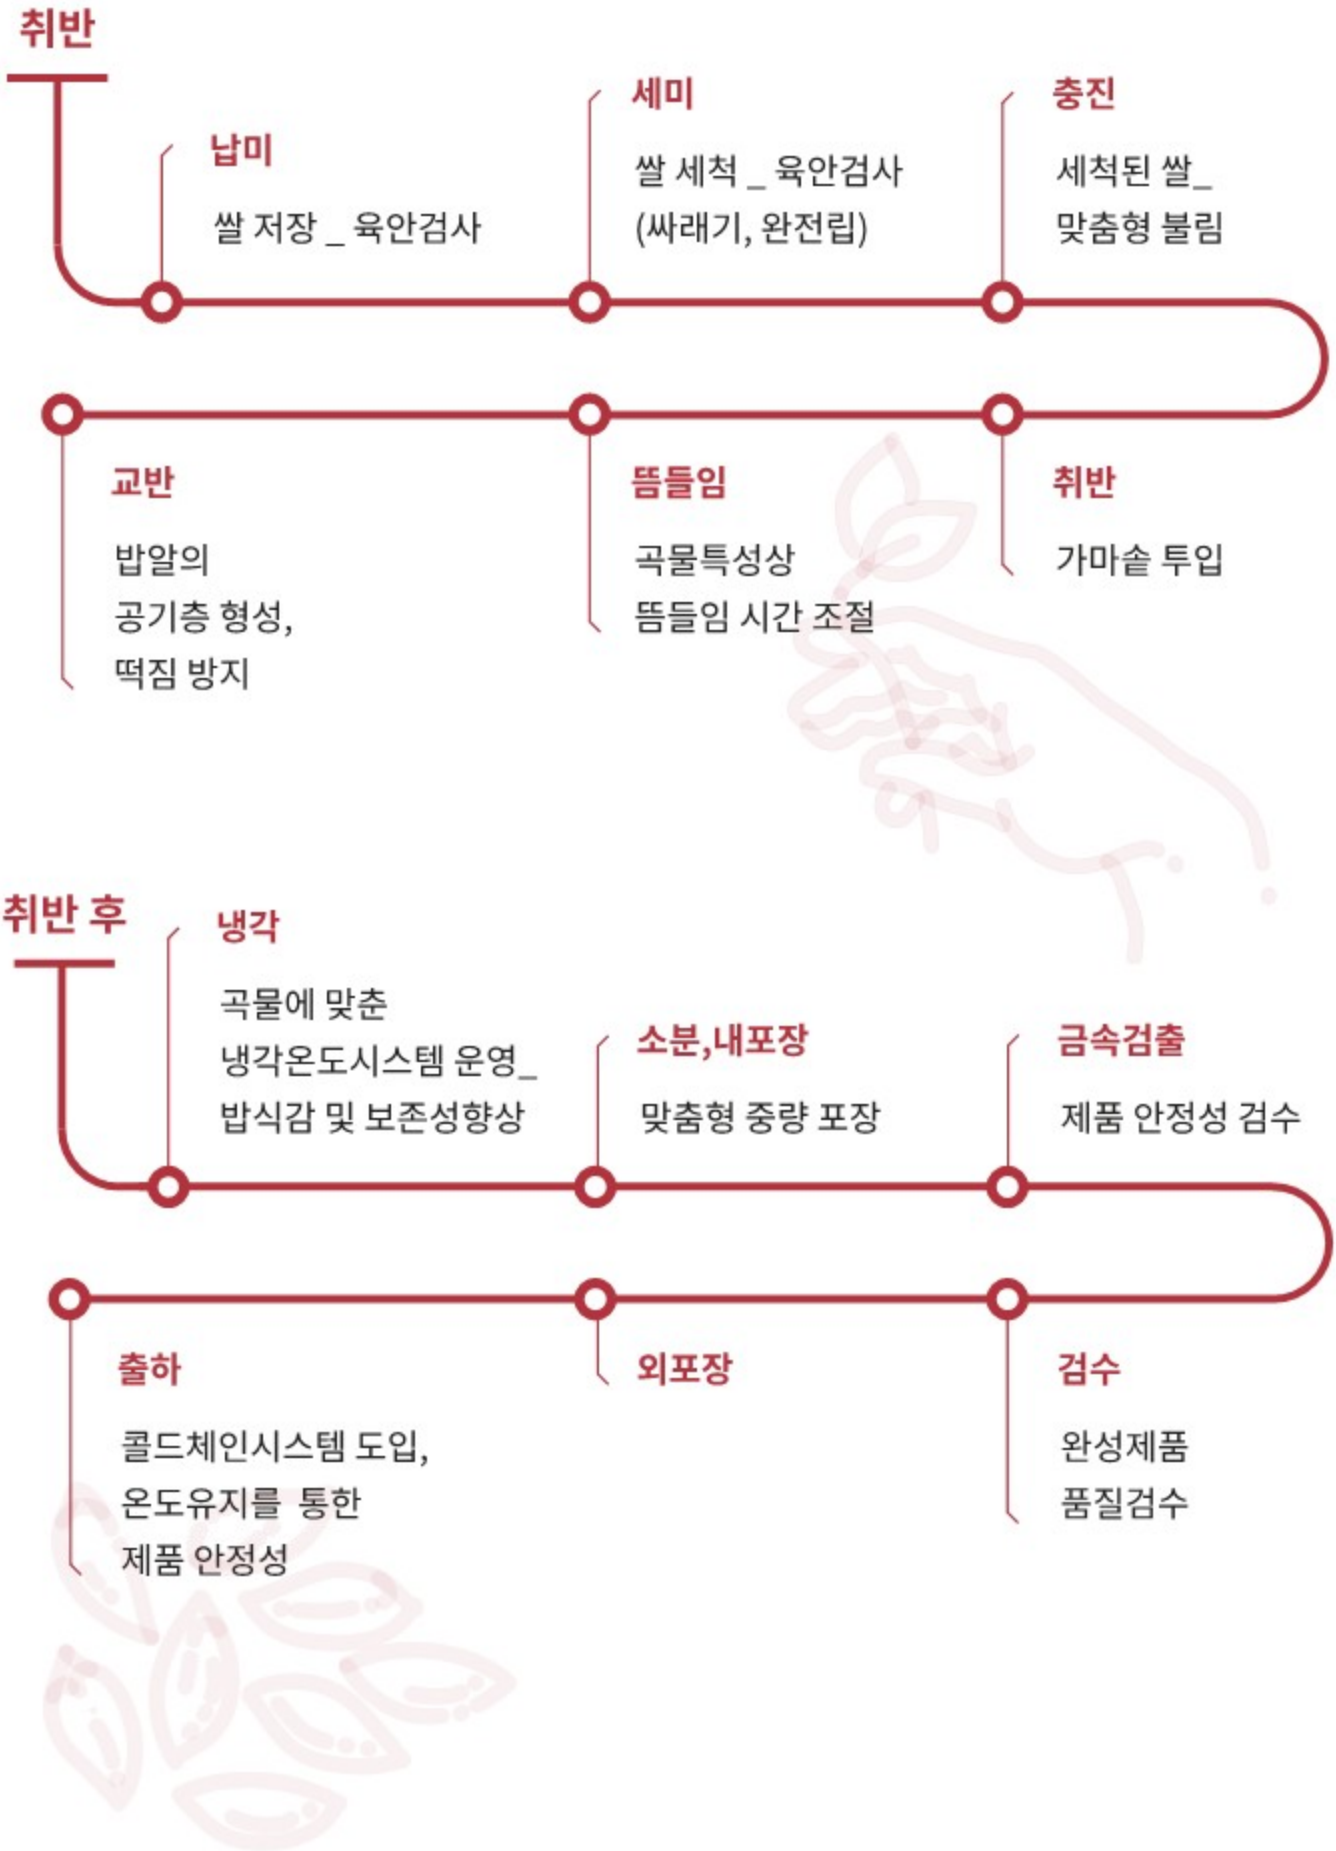 취반
납미
쌀 저장 _ 육안검사
세미
쌀 세척 _ 육안검사
(싸래기, 완전립)
충진
세척된 쌀_
맞춤형 불림
취반
가마솥 투입
뜸들임
곡물특성상
뜸들임 시간 조절
교반
밥알의
공기층 형성,
떡짐 방지
취반 후
냉각
곡물에 맞춘
냉각온도시스템 운영_
밥식감 및 보존성향상
소분,내포장
맞춤형 중량 포장
금속검출
제품 안정성 검수
검수
완성제품
품질검수
외포장
출하
콜드체인시스템 도입,
온도유지를 통한
제품 안정성